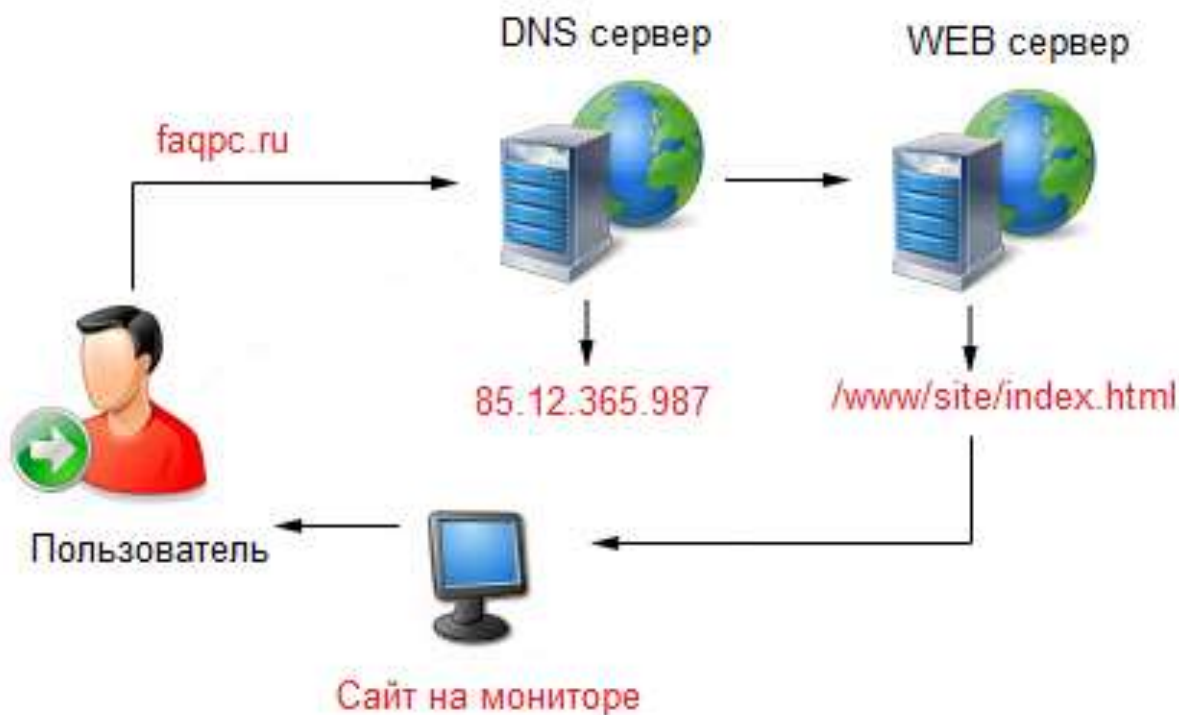 DNS сервер
WEB сервер
faqpc.ru
85.12.365.987
/www/site/index.html
Пользователь
Сайт на мониторе